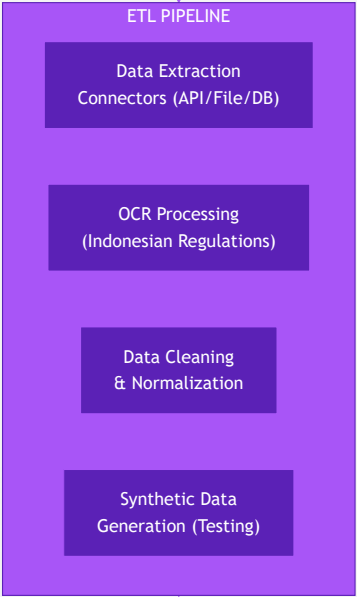 ETL PIPELINE
Data Extraction
Connectors (API/File/DB)
OCR Processing
(Indonesian Regulations)
Data Cleaning
& Normalization
Synthetic Data
Generation (Testing)